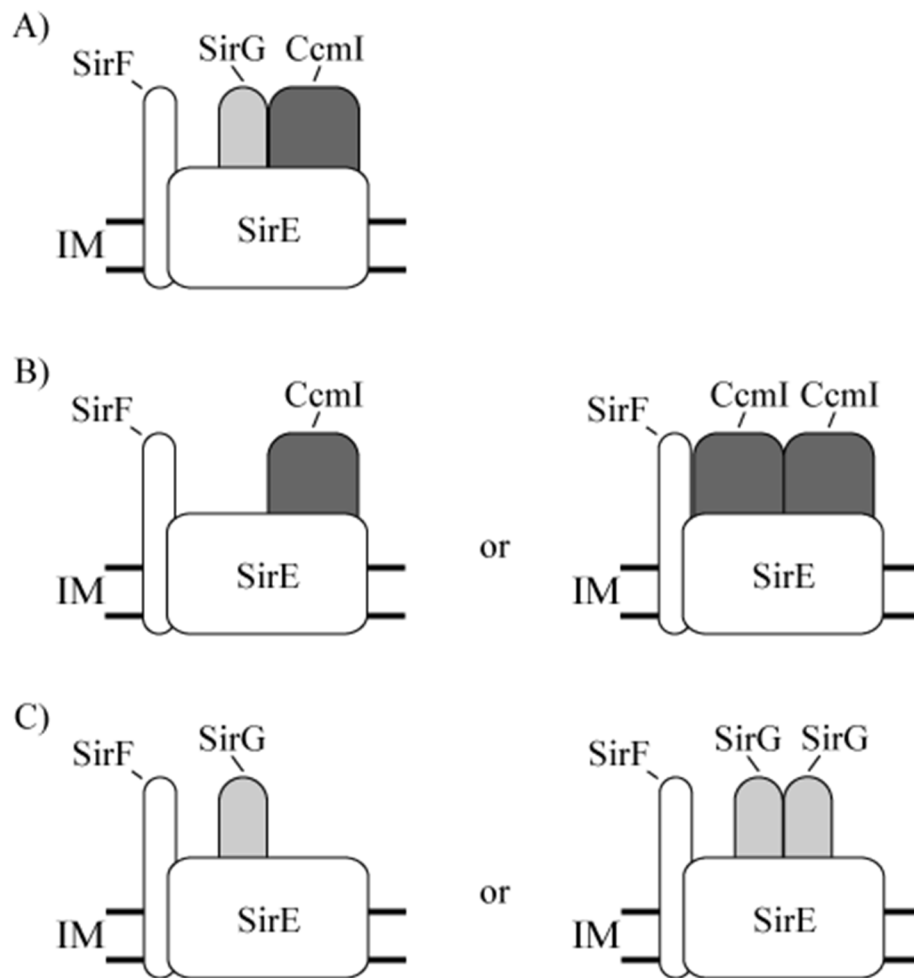 A)
SirF SirG CcmI
SirE
IM
B)
SirF CcmI
SirE
IM
or
SirF CcmI CcmI
SirE
IM
C)
SirF SirG
SirE
IM
or
SirF SirG SirG
SirE
IM